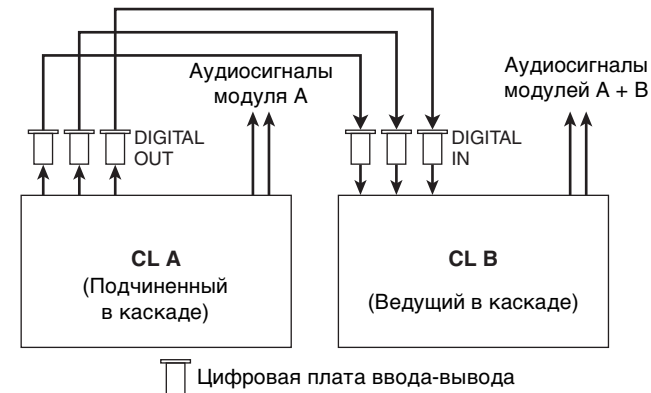 Аудиосигналы
модуля A
Аудиосигналы
модулей A + B
DIGITAL
OUT
DIGITAL
IN
CL A
(Подчиненный
в каскаде)
CL B
(Ведущий в каскаде)
Цифровая плата ввода-вывода